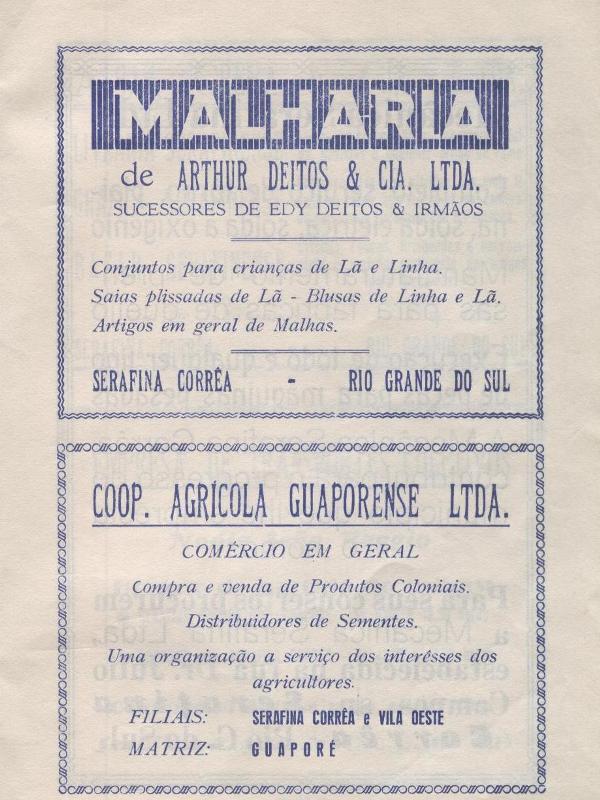 MALHARIA
de ARTHUR DEITOS & CIA. LTDA.
SUCESSORES DE EDY DEITOS & IRMÃOS
Conjuntos para crianças de Lã e Linha.
Saias plissadas de Lã - Blusas de Linha e Lã.
Artigos em geral de Malhas.
SERAFINA CORRÊA - RIO GRANDE DO SUL
COOP. AGRÍCOLA GUAPORENSE LTDA.
COMÉRCIO EM GERAL
Compra e venda de Produtos Coloniais.
Distribuidores de Sementes.
Uma organização a serviço dos interésses dos
agricultores.
FILIAIS: SERAFINA CORRÊA e VILA OESTE
MATRIZ: GUAPORÉ